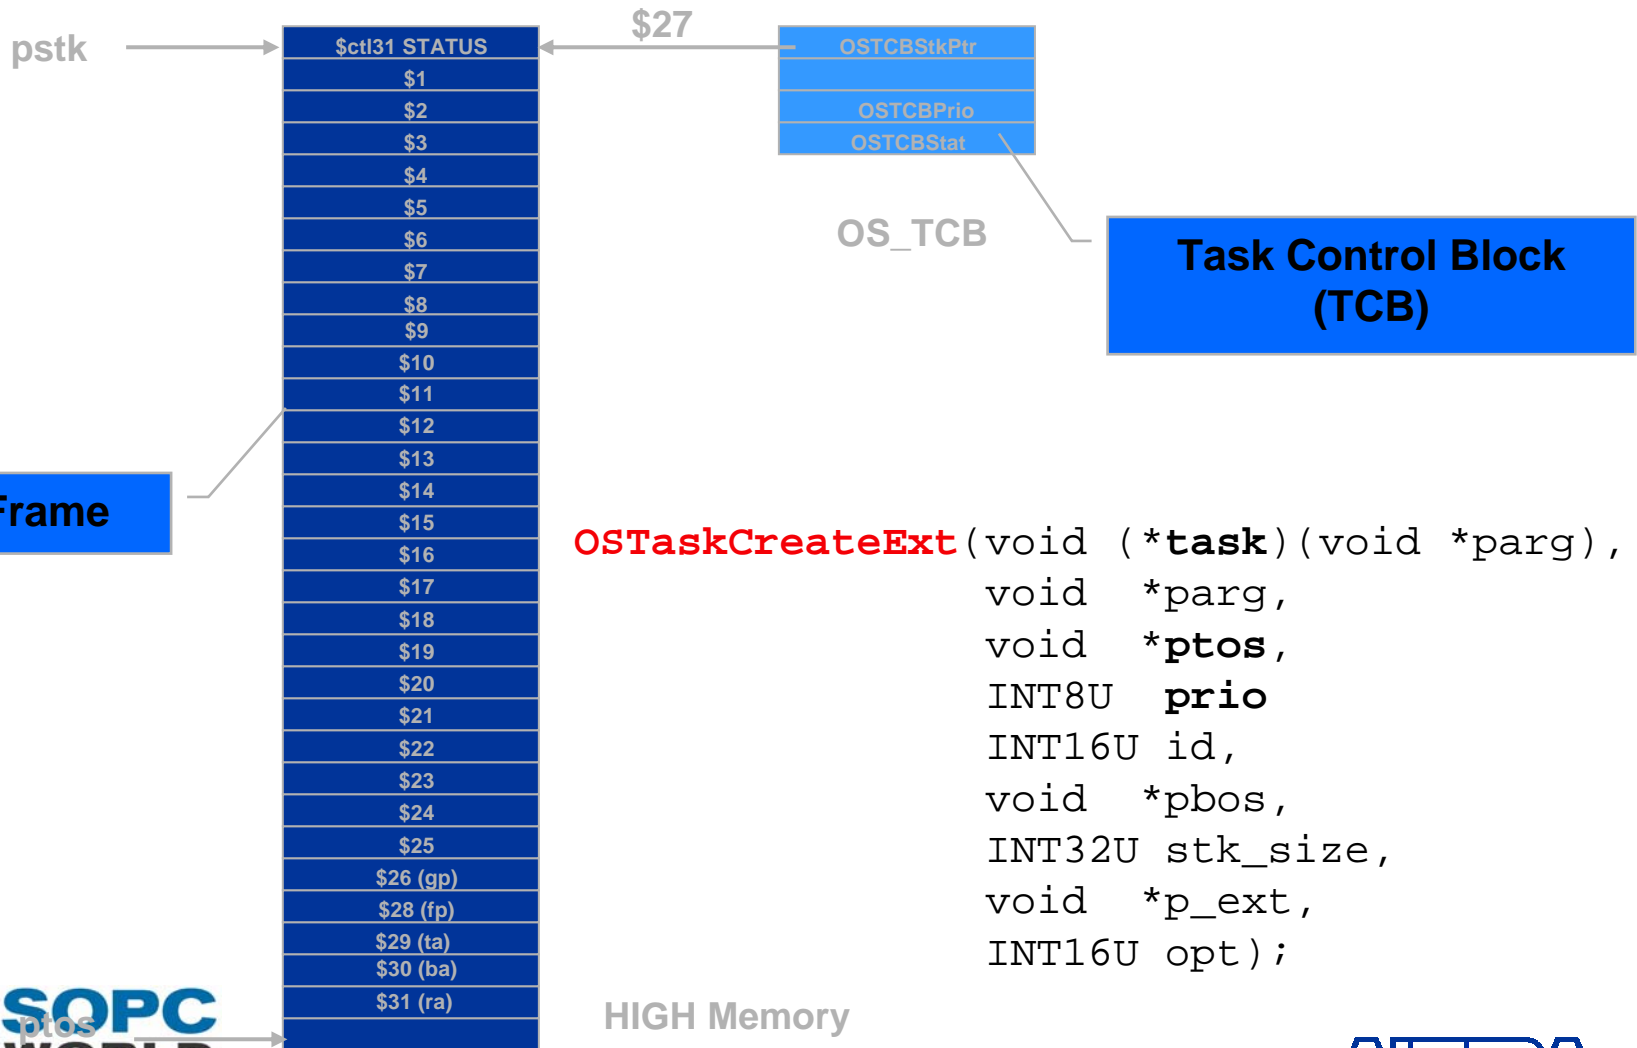 pstk
$27
$ctl31 STATUS
$1
$2
$3
$4
$5
$6
$7
$8
$9
$10
$11
$12
$13
$14
$15
$16
$17
$18
$19
$20
$21
$22
$23
$24
$25
$26 (gp)
$28 (fp)
$29 (ta)
$30 (ba)
$31 (ra)
OSTCBStkPtr
OSTCBPrio
OSTCBStat
OS_TCB
Task Control Block
(TCB)
Frame
OSTaskCreateExt(void (*task)(void *parg),
void *parg,
void *ptos,
INT8U prio
INT16U id,
void *pbos,
INT32U stk_size,
void *p_ext,
INT16U opt);
HIGH Memory
SOPC
ptos